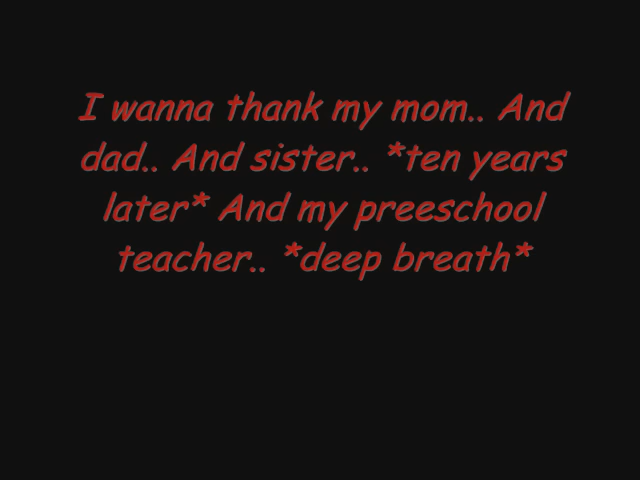 I wanna thank my mom.. And
dad.. And sister.. *ten years
later* And my preeschool
teacher.. *deep breath*